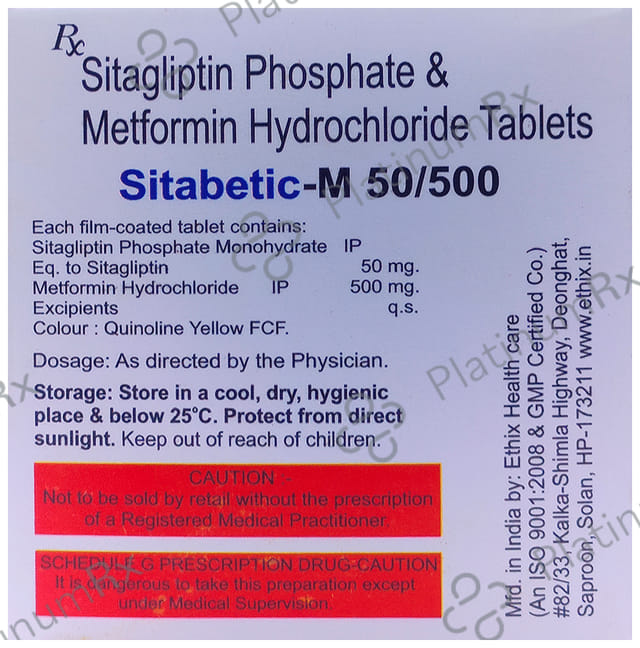 Rx
Sitagliptin Phosphate &
Metformin Hydrochloride Tablets
Sitabetic-M 50/500
Each film-coated tablet contains:
Sitagliptin Phosphate Monohydrate IP
Eq. to Sitagliptin 50 mg.
Metformin Hydrochloride IP 500 mg.
Excipients q.s.
Colour : Quinoline Yellow FCF.
Dosage: As directed by the Physician.
Storage: Store in a cool, dry, hygienic
place & below 25°C. Protect from direct
sunlight. Keep out of reach of children.
CAUTION :-
Not to be sold by retail without the prescription
of a Registered Medical Practitioner.
SCHEDULE G PRESCRIPTION DRUG-CAUTION
It is dangerous to take this preparation except
under Medical Supervision.
Mfd. in India by: Ethix Health care
(An ISO 9001:2008 & GMP Certified Co.)
#82/33, Kalka-Shimla Highway, Deonghat,
Saproon, Solan, HP-173211 www.ethix.in
PlatinumRx
PlatinumRx
PlatinumRx
PlatinumRx
Rx